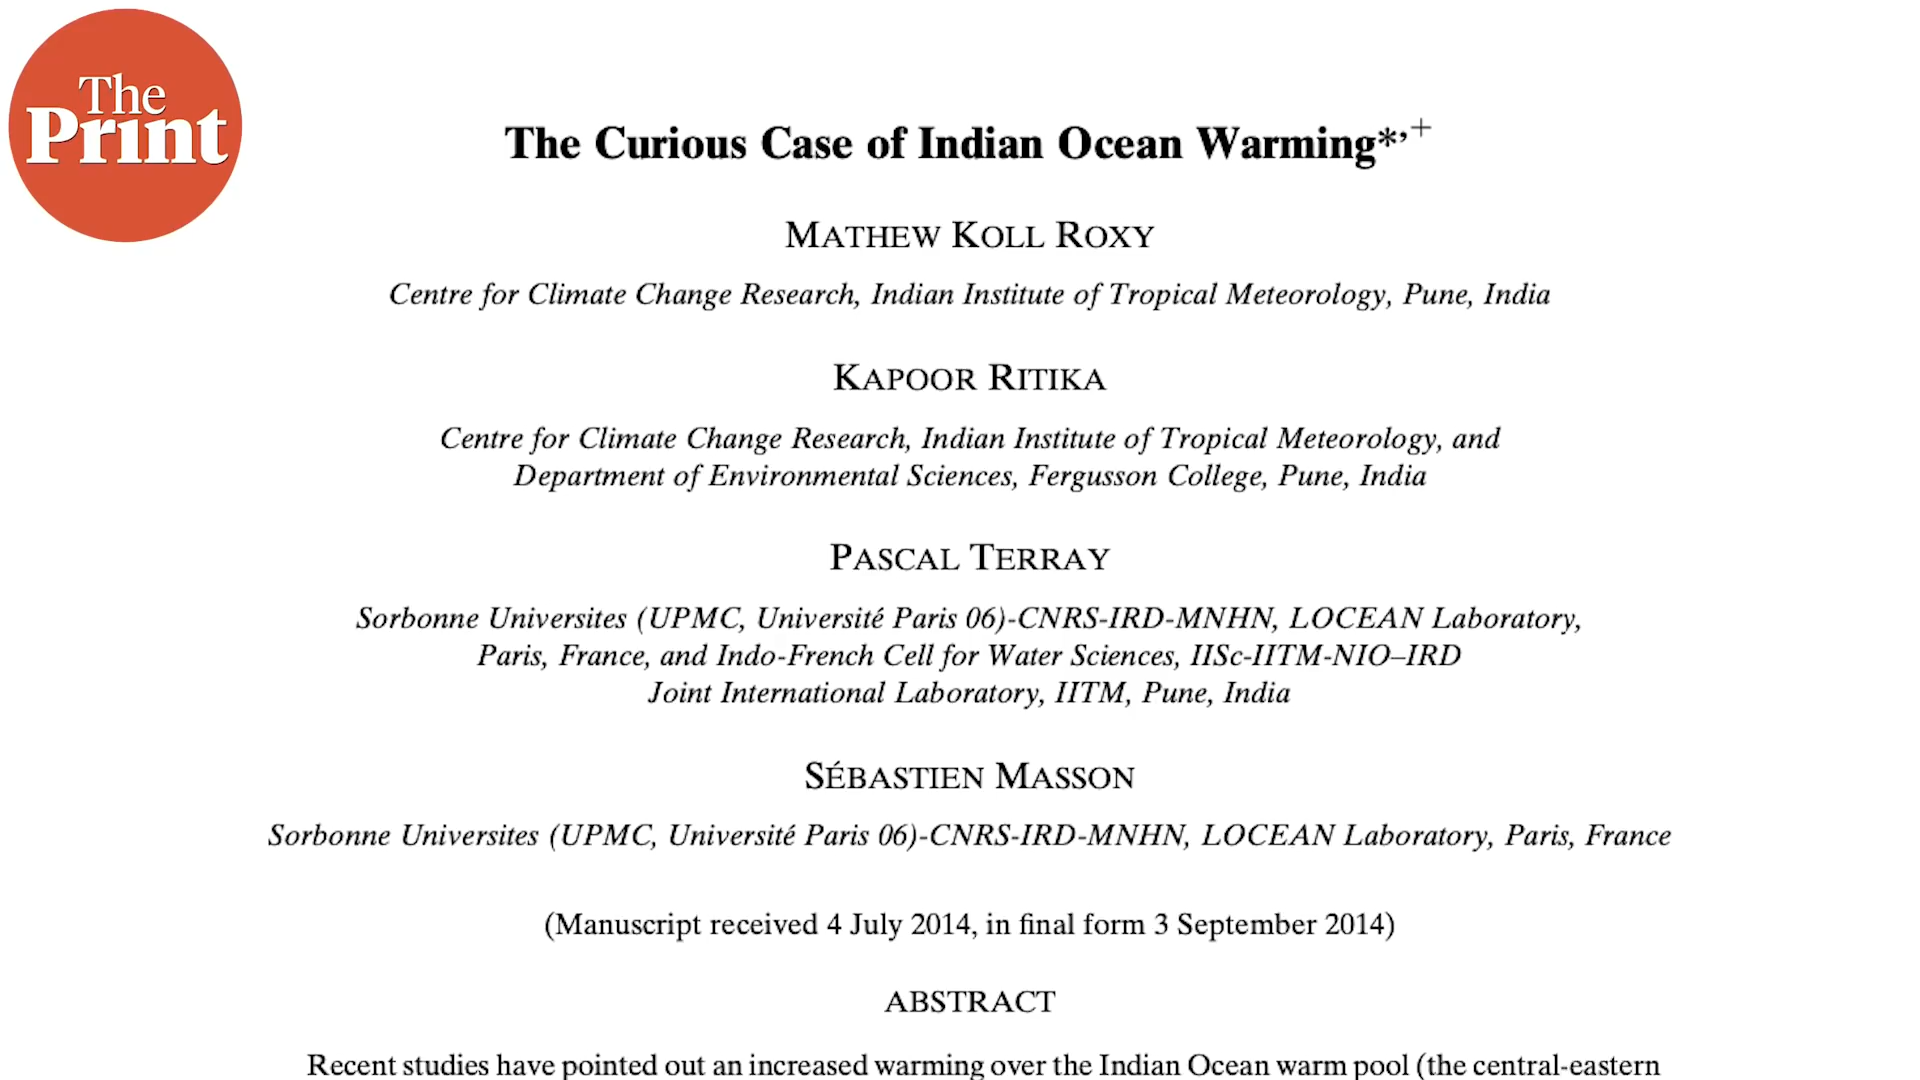 The
Print
The Curious Case of Indian Ocean Warming*,+
MATHEW KOLL ROXY
Centre for Climate Change Research, Indian Institute of Tropical Meteorology, Pune, India
KAPOOR RITIKA
Centre for Climate Change Research, Indian Institute of Tropical Meteorology, and
Department of Environmental Sciences, Fergusson College, Pune, India
PASCAL TERRAY
Sorbonne Universites (UPMC, Université Paris 06)-CNRS-IRD-MNHN, LOCEAN Laboratory,
Paris, France, and Indo-French Cell for Water Sciences, IISc-IITM-NIO–IRD
Joint International Laboratory, IITM, Pune, India
SÉBASTIEN MASSON
Sorbonne Universites (UPMC, Université Paris 06)-CNRS-IRD-MNHN, LOCEAN Laboratory, Paris, France
(Manuscript received 4 July 2014, in final form 3 September 2014)
ABSTRACT
Recent studies have pointed out an increased warming over the Indian Ocean warm pool (the central-eastern